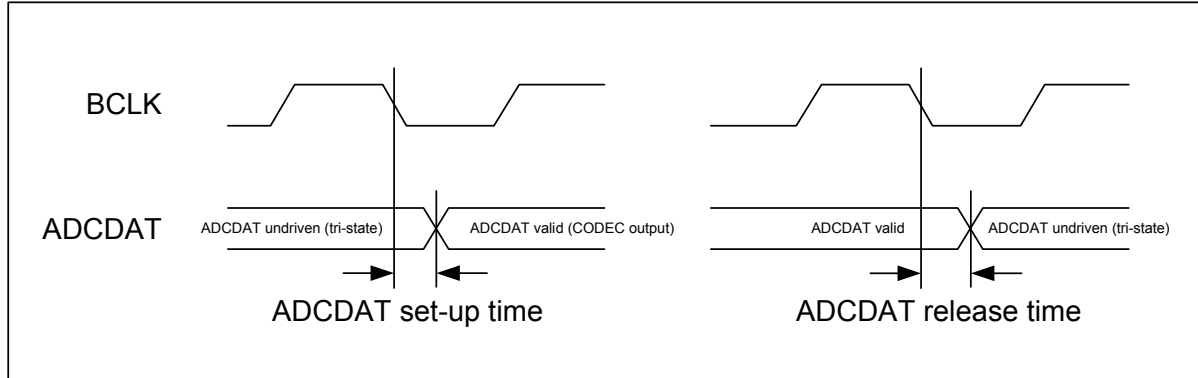 BCLK
ADCDAT
ADCDAT undriven (tri-state)
ADCDAT valid (CODEC output)
ADCDAT valid
ADCDAT undriven (tri-state)
ADCDAT set-up time
ADCDAT release time